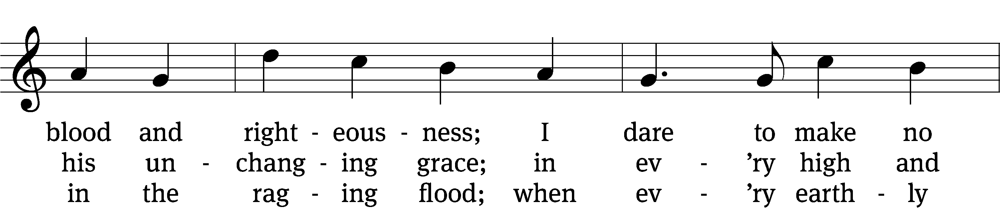 blood and right - eous - ness; I dare to make no
his un - chang - ing grace; in ev - ’ry high and
in the rag - ing flood; when ev - ’ry earth - ly